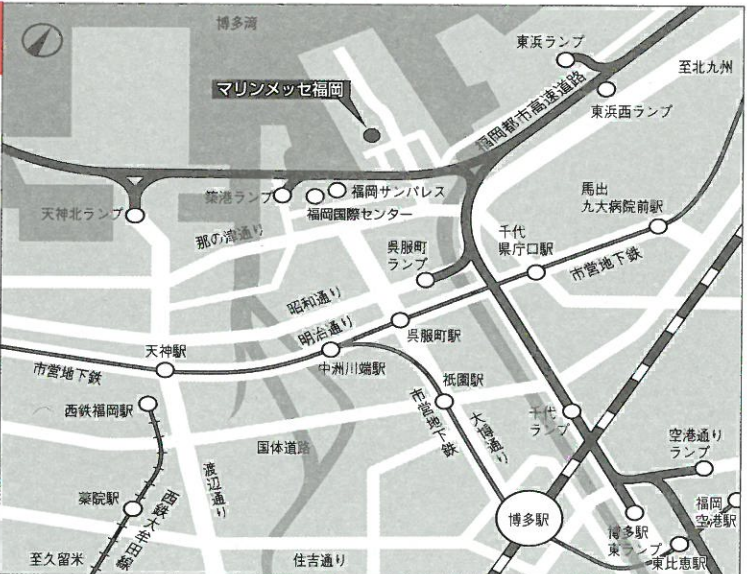 博多湾
東浜ランプ
至北九州
マリンメッセ福岡
福岡都市高速道路
東浜西ランプ
築港ランプ
福岡サンパレス
福岡国際センター
天神北ランプ
馬出
九大病院前駅
那の津通り
千代
県庁口駅
呉服町
ランプ
市営地下鉄
昭和通り
明治通り
呉服町駅
天神駅
中洲川端駅
市営地下鉄
祇園駅
西鉄福岡駅
市営地下鉄
大博通り
千代
ランプ
国体道路
渡辺通り
空港通り
ランプ
薬院駅
西鉄大牟田線
博多駅
博多駅
東ランプ
福岡
空港駅
至久留米
住吉通り
東比恵駅